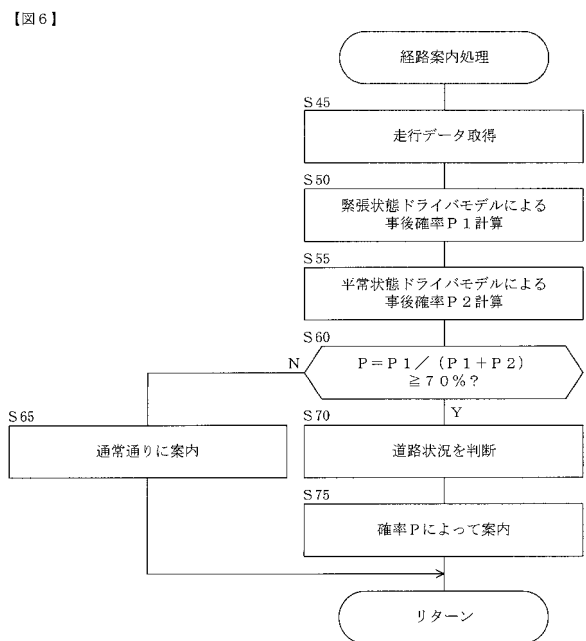 【図６】
経路案内処理
Ｓ４５
走行データ取得
Ｓ５０
緊張状態ドライバモデルによる
事後確率Ｐ１計算
Ｓ５５
平常状態ドライバモデルによる
事後確率Ｐ２計算
Ｓ６０
Ｐ＝Ｐ１／（Ｐ１＋Ｐ２）
≧７０％？
Ｎ
Ｙ
Ｓ６５
通常通りに案内
Ｓ７０
道路状況を判断
Ｓ７５
確率Ｐによって案内
リターン